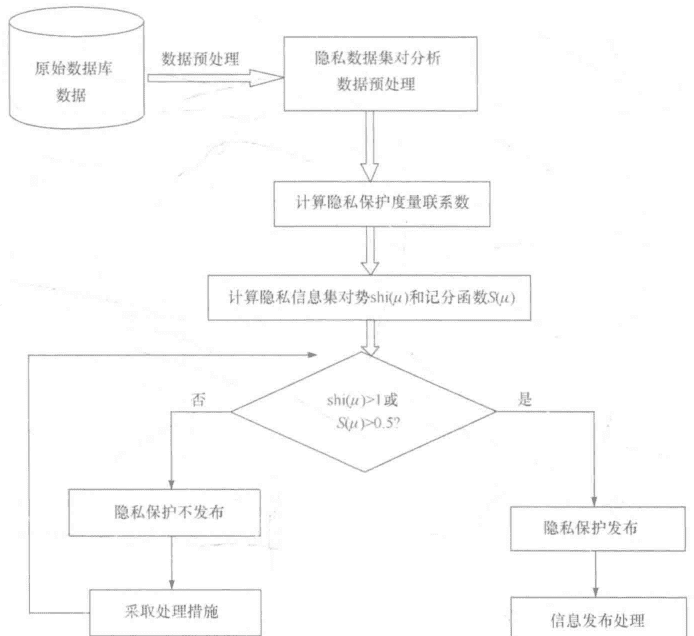 原始数据库
数据
数据预处理
隐私数据集对分析
数据预处理
计算隐私保护度量联系数
计算隐私信息集对势shi(μ)和记分函数S(μ)
shi(μ)>1或
S(μ)>0.5?
否
是
隐私保护不发布
隐私保护发布
采取处理措施
信息发布处理